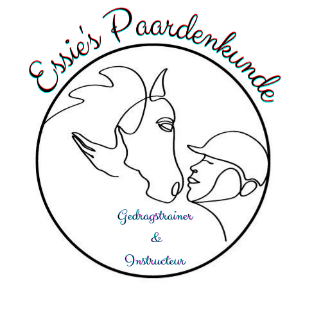 Essie's Paardenkunde
Gedragstrainer
&
Instructeur